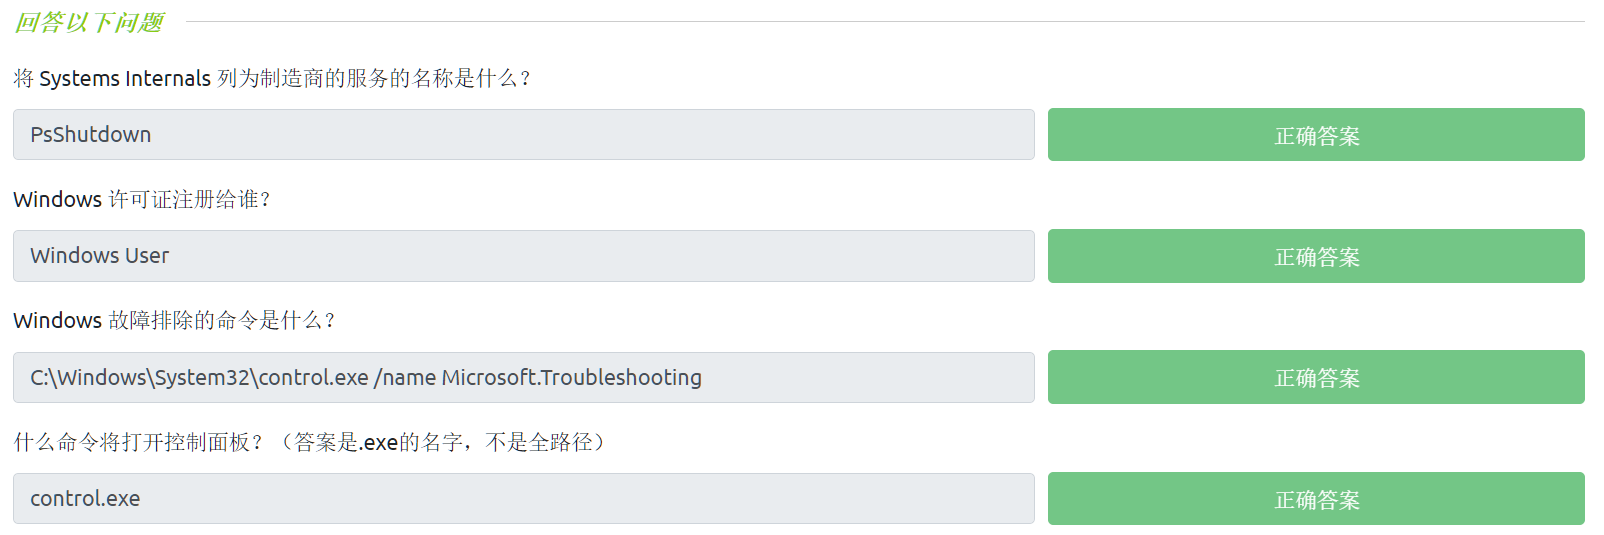 回答以下问题
将 Systems Internals 列为制造商的服务的名称是什么？
PsShutdown
正确答案
Windows 许可证注册给谁？
Windows User
正确答案
Windows 故障排除的命令是什么？
C:\Windows\System32\control.exe /name Microsoft.Troubleshooting
正确答案
什么命令将打开控制面板？（答案是.exe的名字，不是全路径）
control.exe
正确答案